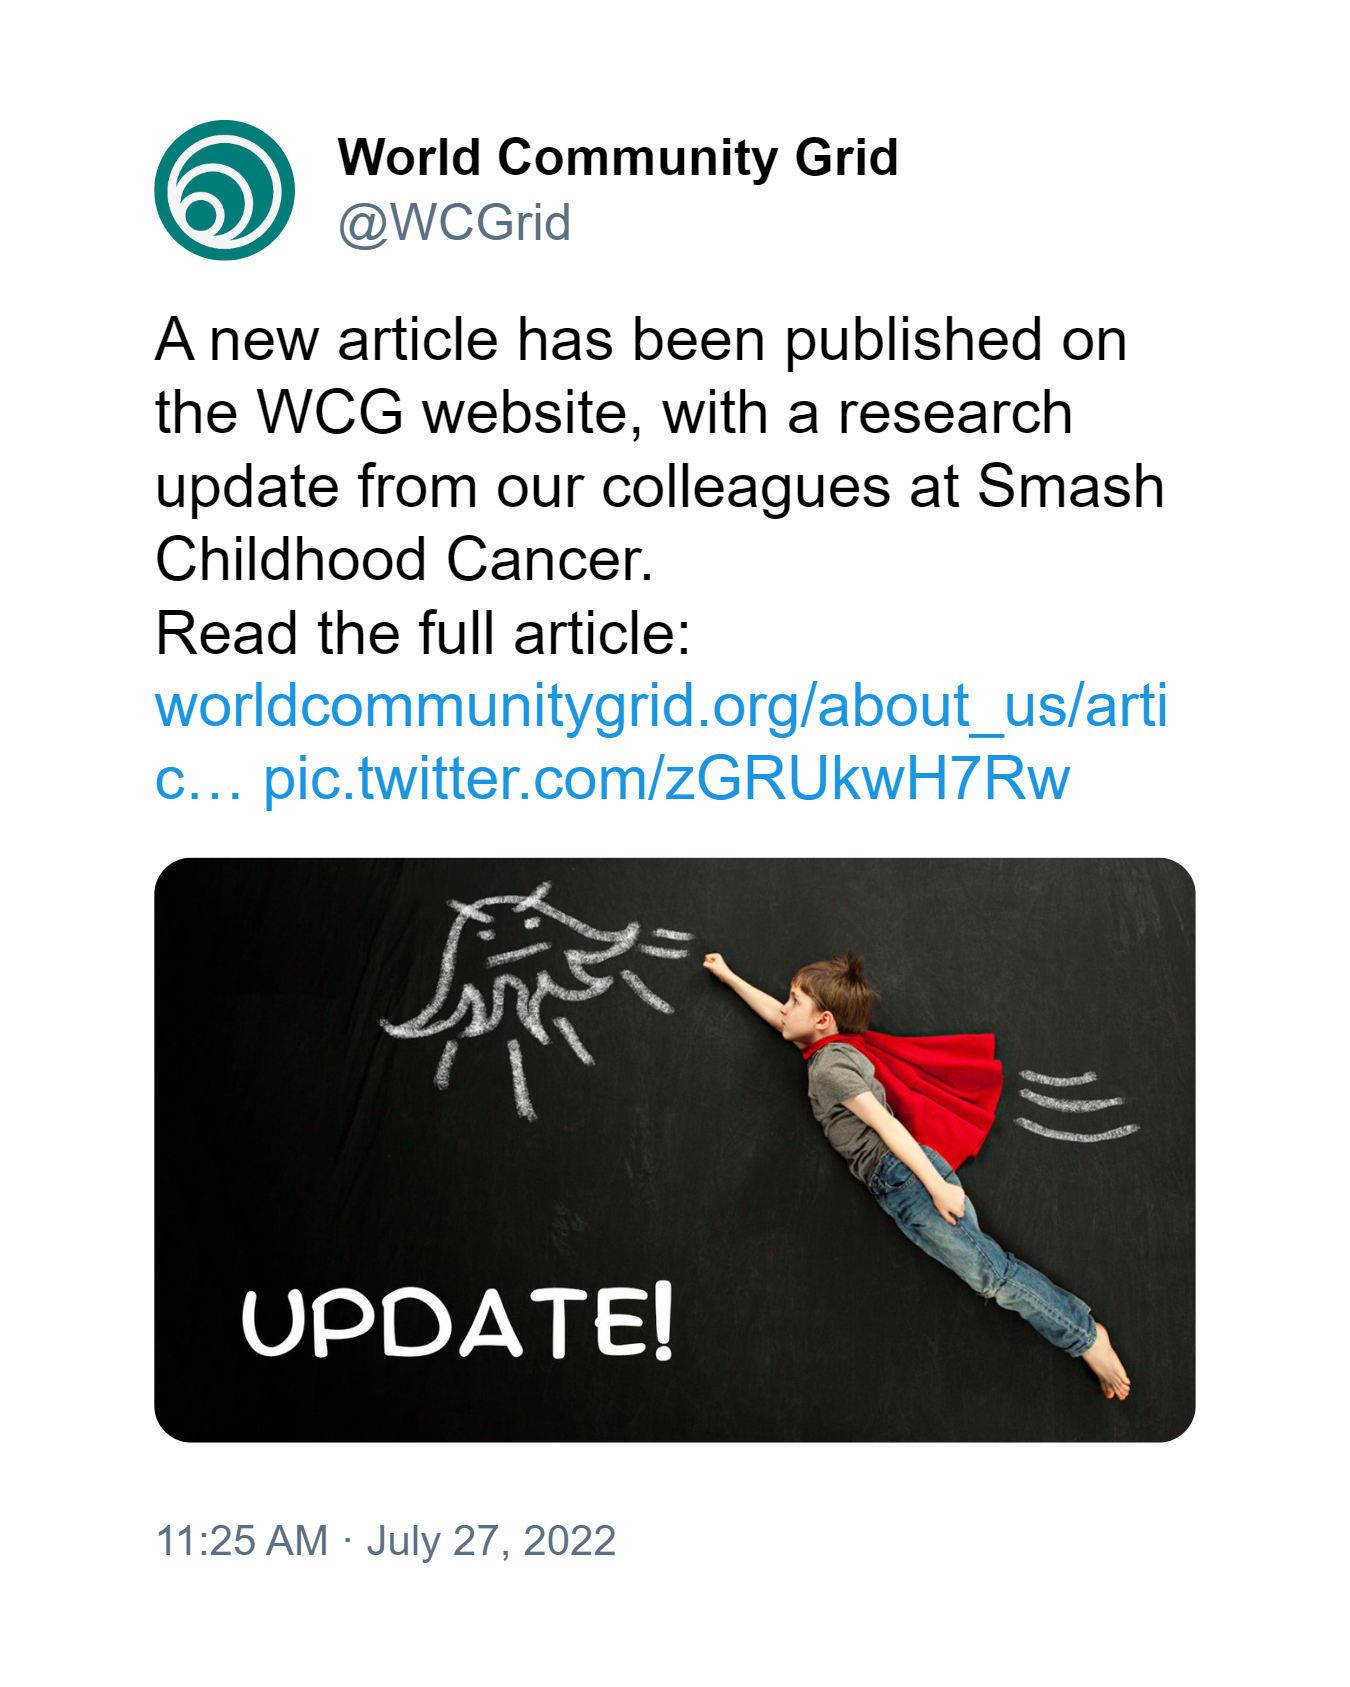 World Community Grid
@WCGrid
A new article has been published on
the WCG website, with a research
update from our colleagues at Smash
Childhood Cancer.
Read the full article:
worldcommunitygrid.org/about_us/arti
c… pic.twitter.com/zGRUkwH7Rw
UPDATE!
11:25 AM · July 27, 2022